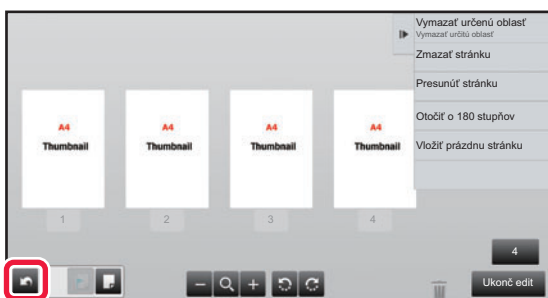 Vymazať určenú oblasť
Vymazať určitú oblasť
Zmazať stránku
Presunúť stránku
Otočiť o 180 stupňov
Vložiť prázdnu stránku
A4
Thumbnail
1
A4
Thumbnail
2
A4
Thumbnail
3
A4
Thumbnail
4
4
Ukonč edit